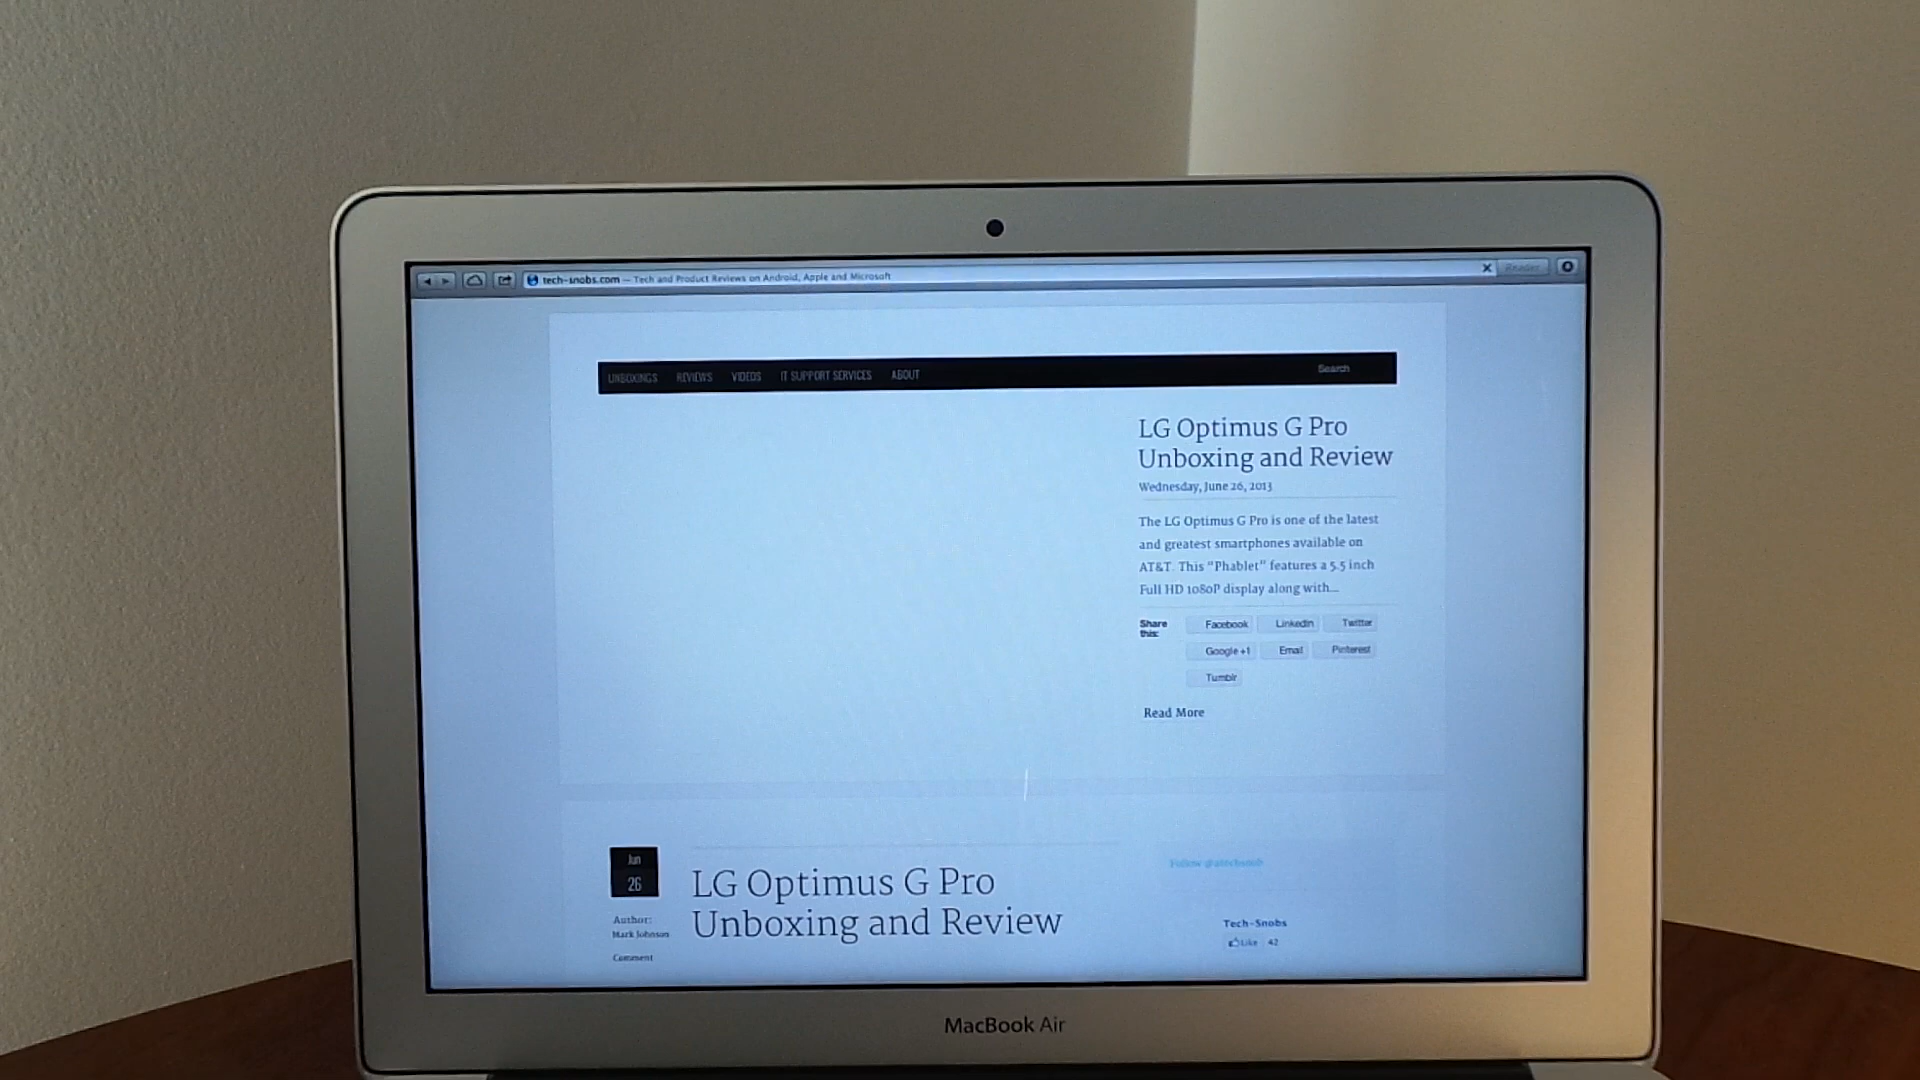 tech-snobs.com — Tech and Product Reviews on Android, Apple and Microsoft
Reader
UNBOXINGS REVIEWS VIDEOS IT SUPPORT SERVICES ABOUT Search
LG Optimus G Pro
Unboxing and Review
Wednesday, June 26, 2013
The LG Optimus G Pro is one of the latest
and greatest smartphones available on
AT&T. This "Phablet" features a 5.5 inch
Full HD 1080P display along with...
Share
this:
Facebook LinkedIn Twitter
Google +1 Email Pinterest
Tumblr
Read More
Jun
26
Author:
Mark Johnson
Comment
LG Optimus G Pro
Unboxing and Review
Follow
Tech-Snobs
Like 42
MacBook Air